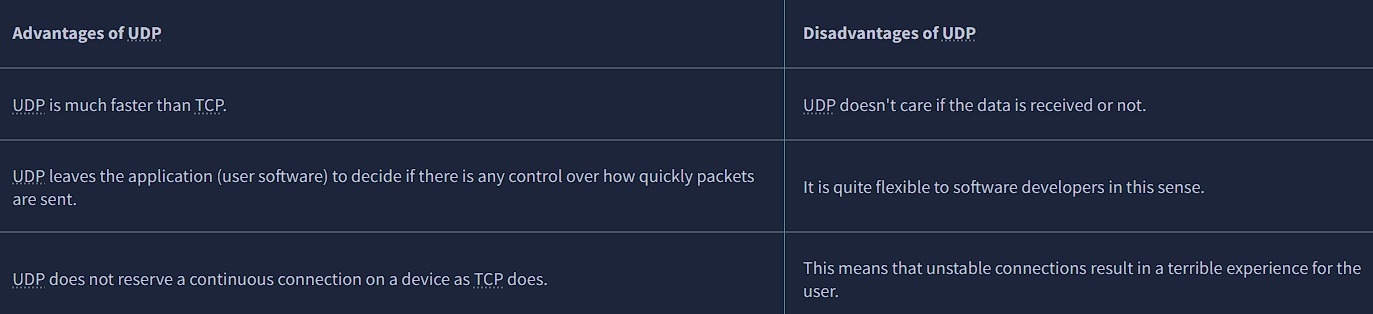 Advantages of UDP
Disadvantages of UDP
UDP is much faster than TCP.
UDP doesn't care if the data is received or not.
UDP leaves the application (user software) to decide if there is any control over how quickly packets
are sent.
It is quite flexible to software developers in this sense.
UDP does not reserve a continuous connection on a device as TCP does.
This means that unstable connections result in a terrible experience for the
user.